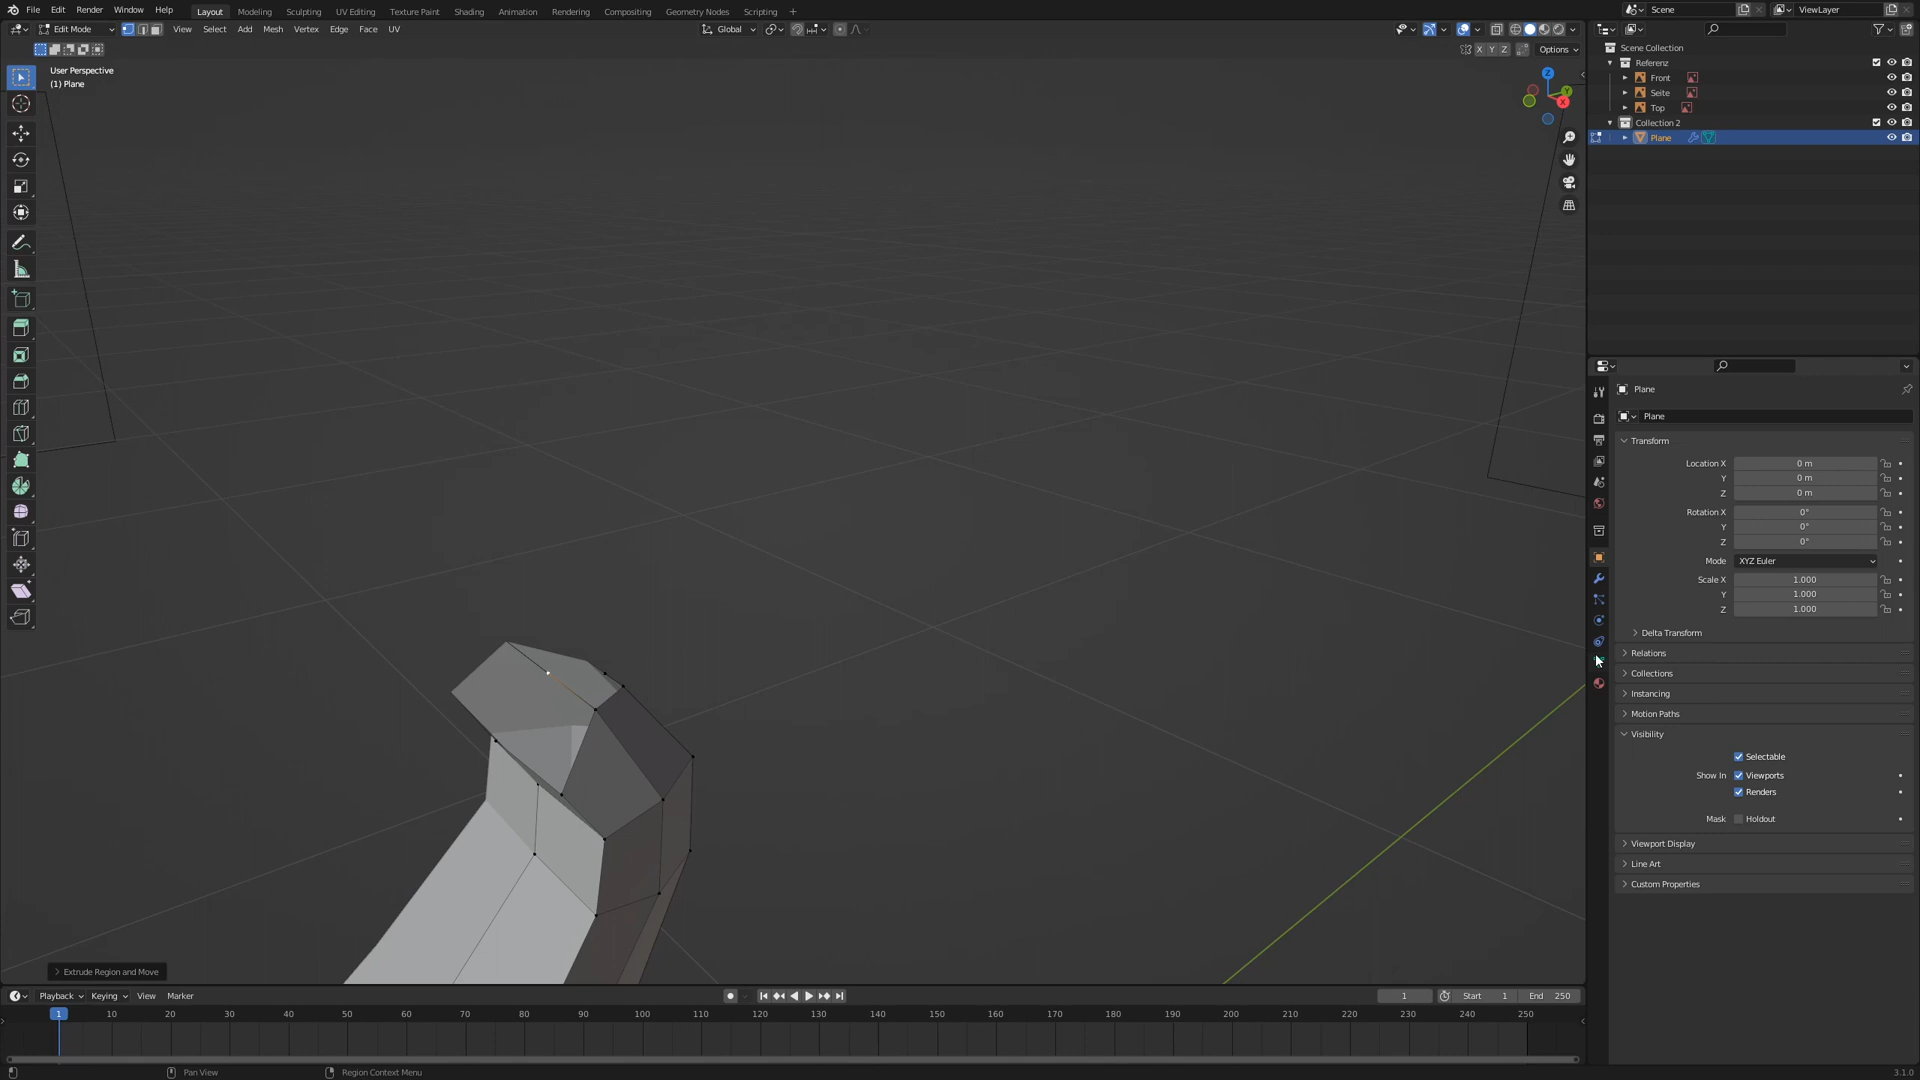 File Edit Render Window Help Layout Modeling Sculpting UV Editing Texture Paint Shading Animation Rendering Compositing Geometry Nodes Scripting + Scene ViewLayer
Edit Mode View Select Add Mesh Vertex Edge Face UV Global
X Y Z Options
User Perspective
(1) Plane
Z
Y
X
Scene Collection
Referenz
Front
Seite
Top
Collection 2
Plane
Plane
Plane
Transform
Location X 0 m
Y 0 m
Z 0 m
Rotation X 0°
Y 0°
Z 0°
Mode XYZ Euler
Scale X 1.000
Y 1.000
Z 1.000
Delta Transform
Relations
Collections
Instancing
Motion Paths
Visibility
Selectable
Show In Viewports
Renders
Mask Holdout
Viewport Display
Line Art
Custom Properties
Extrude Region and Move
Playback Keying View Marker 1 Start 1 End 250
1 10 20 30 40 50 60 70 80 90 100 110 120 130 140 150 160 170 180 190 200 210 220 230 240 250
Pan View Region Context Menu 3.1.0